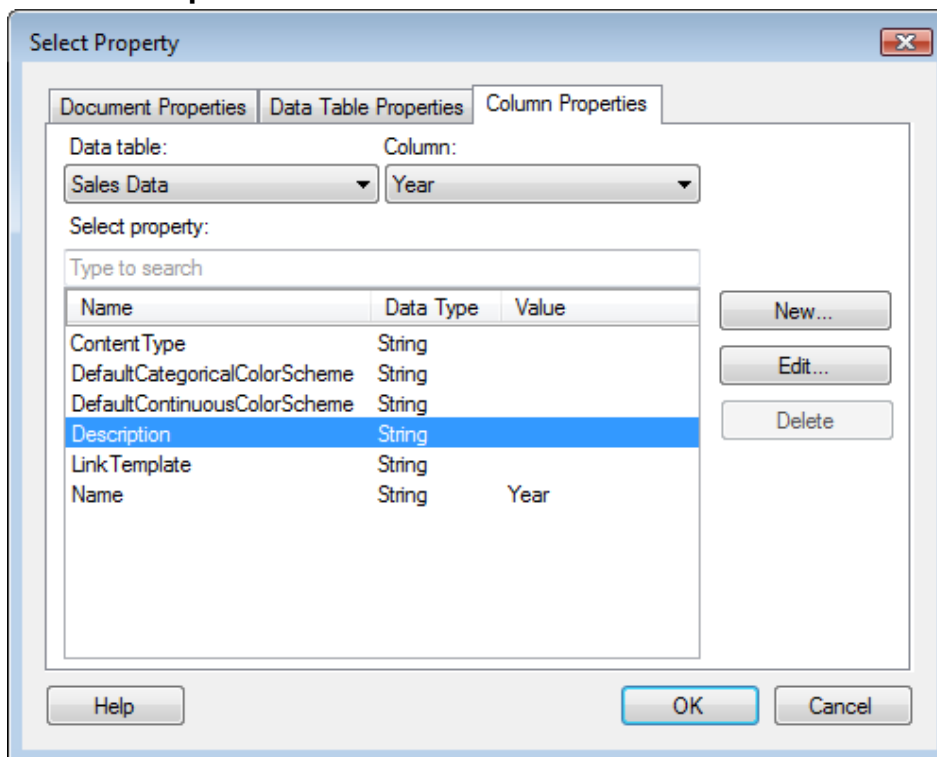 Select Property
Document Properties Data Table Properties Column Properties
Data table: Column:
Sales Data Year
Select property:
Type to search
Name Data Type Value
New...
ContentType String
DefaultCategoricalColorScheme String
Edit...
DefaultContinuousColorScheme String
Delete
Description String
LinkTemplate String
Name String Year
Help OK Cancel